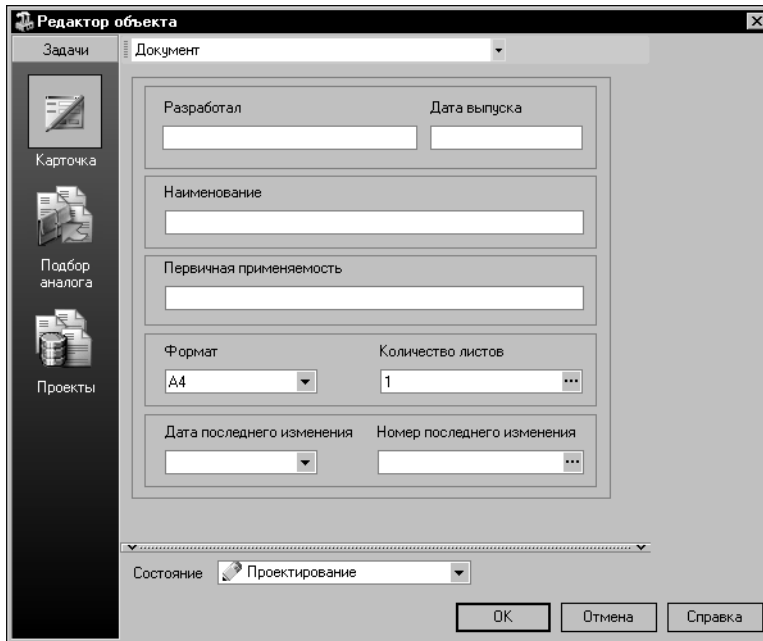 Редактор объекта
Задачи
Документ
Разработал Дата выпуска
Карточка
Наименование
Подбор
аналога
Первичная применяемость
Формат Количество листов
A4 1 ...
Проекты
Дата последнего изменения Номер последнего изменения
...
Состояние Проектирование
OK Отмена Справка